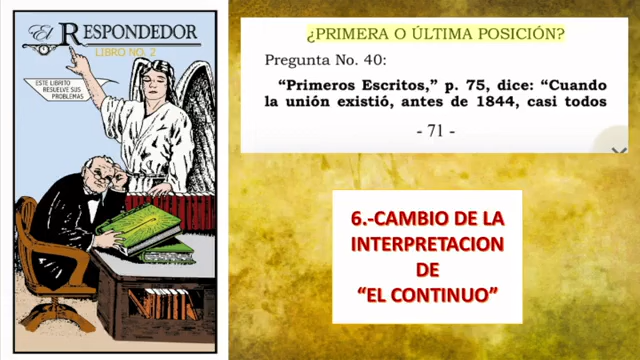 El RESPONDEDOR
LIBRO NO. 2
ESTE LIBRITO
RESUELVE SUS
PROBLEMAS
¿PRIMERA O ÚLTIMA POSICIÓN?
Pregunta No. 40:
“Primeros Escritos,” p. 75, dice: “Cuando
la unión existió, antes de 1844, casi todos
- 71 -
6.-CAMBIO DE LA
INTERPRETACION
DE
“EL CONTINUO”